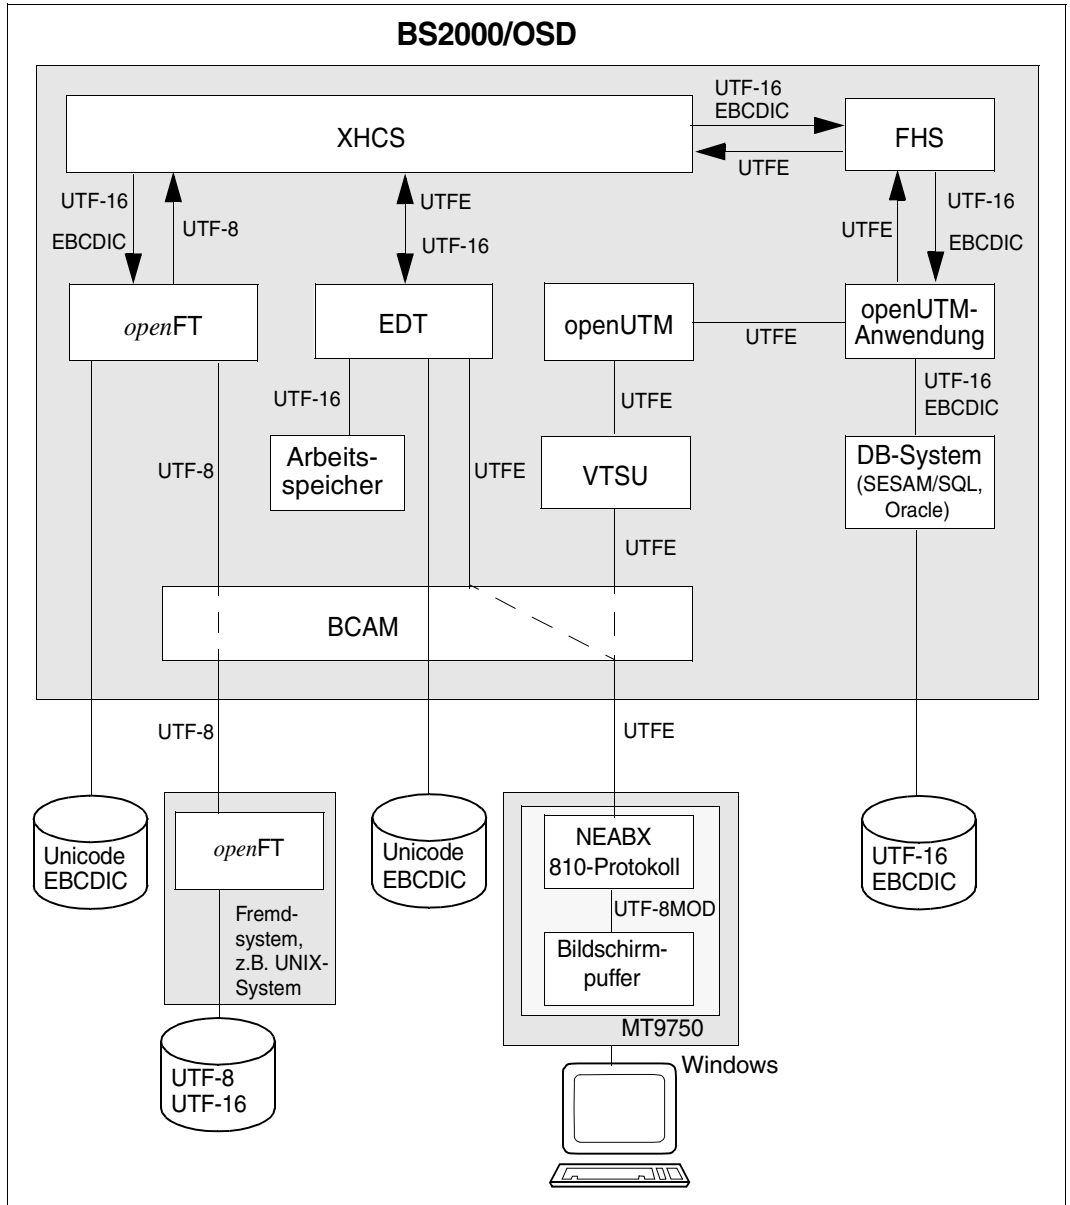 BS2000/OSD
UTF-16
EBCDIC
XHCS
FHS
UTFE
UTF-16
EBCDIC
UTF-8
UTFE
UTF-16
UTFE
UTF-16
EBCDIC
openFT
EDT
openUTM
UTFE
openUTM-
Anwendung
UTF-16
UTFE
UTF-16
EBCDIC
UTF-8
Arbeits-
speicher
UTFE
VTSU
DB-System
(SESAM/SQL,
Oracle)
UTFE
BCAM
UTF-8
UTFE
Unicode
EBCDIC
openFT
Fremd-
system,
z.B. UNIX-
System
Unicode
EBCDIC
NEABX
810-Protokoll
UTF-8MOD
Bildschirm-
puffer
MT9750
UTF-16
EBCDIC
UTF-8
UTF-16
Windows